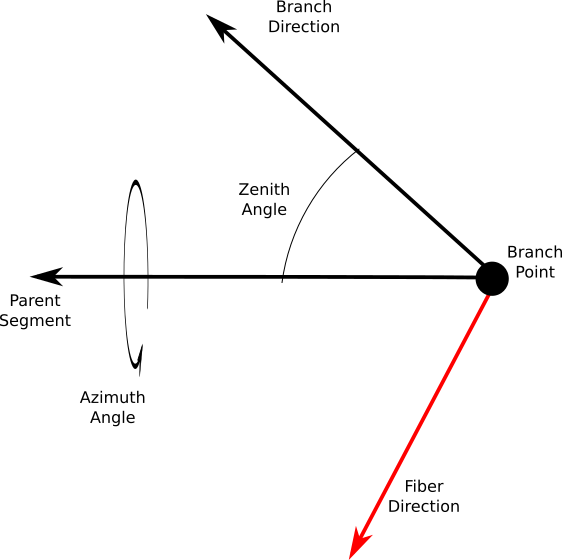 Branch
Direction
Zenith
Angle
Branch
Point
Parent
Segment
Azimuth
Angle
Fiber
Direction